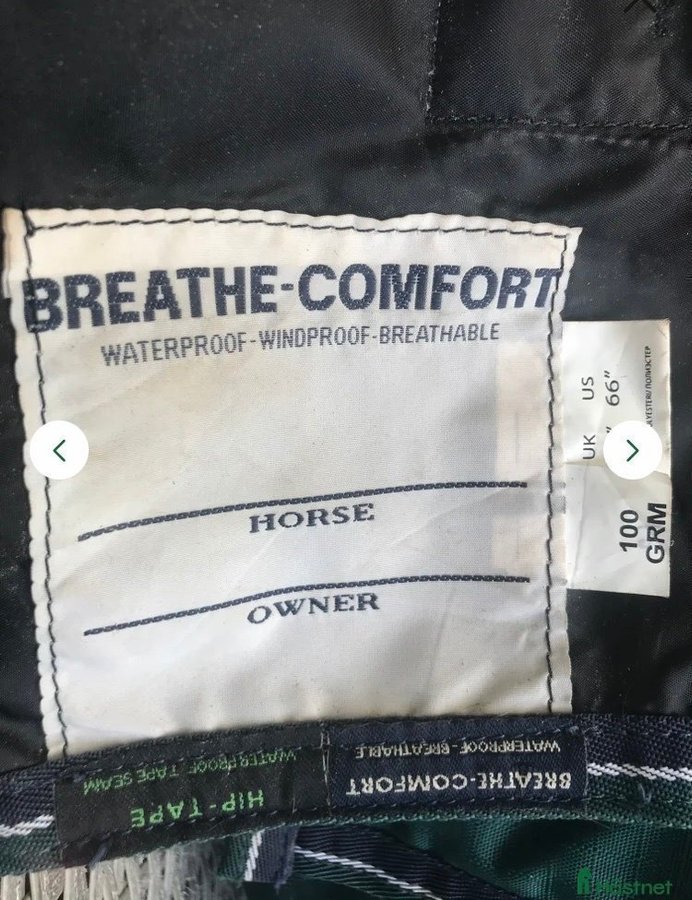 BREATHE-COMFORT
WATERPROOF-WINDPROOF-BREATHABLE
HORSE
OWNER
UK US
" 66"
100
GRM
WATERPROOF-BREATHABLE
BREATHE-COMFORT
WATERPROOF TAPE SEAM
HIP-TAPE
hästnet